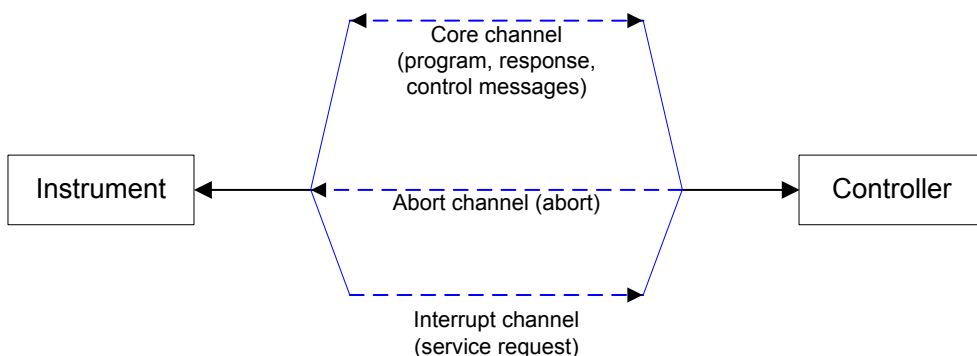 Core channel
(program, response,
control messages)
Instrument
Abort channel (abort)
Controller
Interrupt channel
(service request)